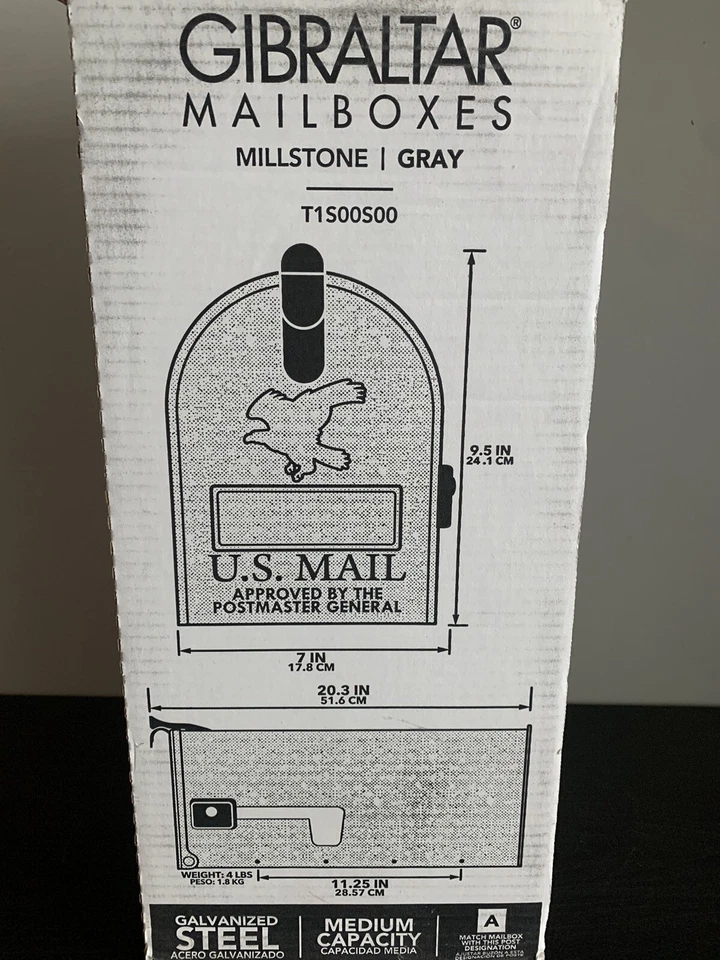 GIBRALTAR®
MAILBOXES
MILLSTONE | GRAY
T1S00S00
9.5 IN
24.1 CM
U.S. MAIL
APPROVED BY THE
POSTMASTER GENERAL
7 IN
17.8 CM
20.3 IN
51.6 CM
WEIGHT: 4 LBS
PESO: 1.8 KG
11.25 IN
28.57 CM
GALVANIZED
STEEL
ACERO GALVANIZADO
MEDIUM
CAPACITY
CAPACIDAD MEDIA
A
MATCH MAILBOX
WITH THIS POST
DESIGNATION